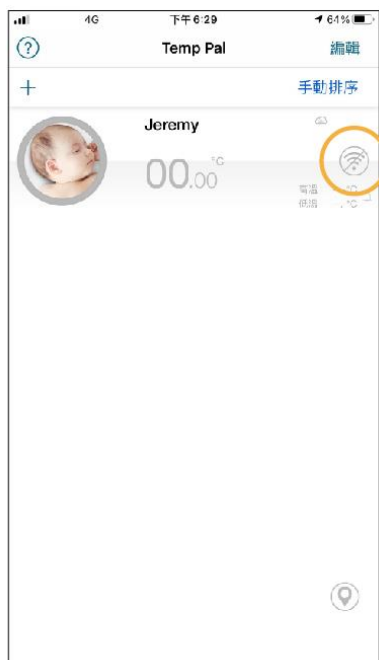 4G 下午6:29 64%
? Temp Pal 編輯
+ 手動排序
Jeremy
00.00 °C
高溫 --.-- °C
低溫 --.-- °C